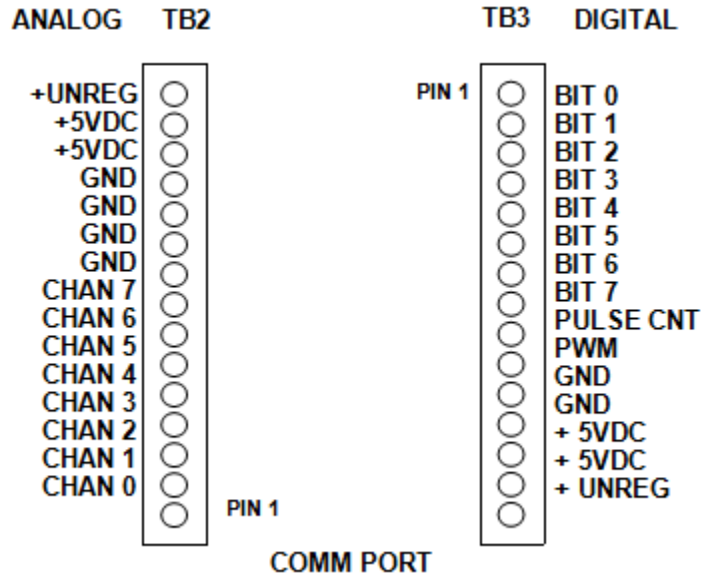 ANALOG TB2
+UNREG
+5VDC
+5VDC
GND
GND
GND
GND
CHAN 7
CHAN 6
CHAN 5
CHAN 4
CHAN 3
CHAN 2
CHAN 1
CHAN 0
PIN 1
TB3 DIGITAL
PIN 1
BIT 0
BIT 1
BIT 2
BIT 3
BIT 4
BIT 5
BIT 6
BIT 7
PULSE CNT
PWM
GND
GND
+ 5VDC
+ 5VDC
+ UNREG
COMM PORT